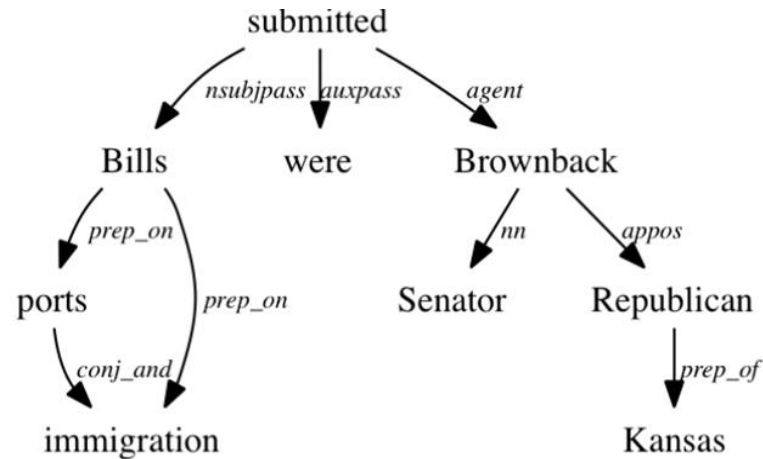 submitted
nsubjpass auxpass agent
Bills were Brownback
prep_on nn appos
ports prep_on Senator Republican
conj_and prep_of
immigration Kansas